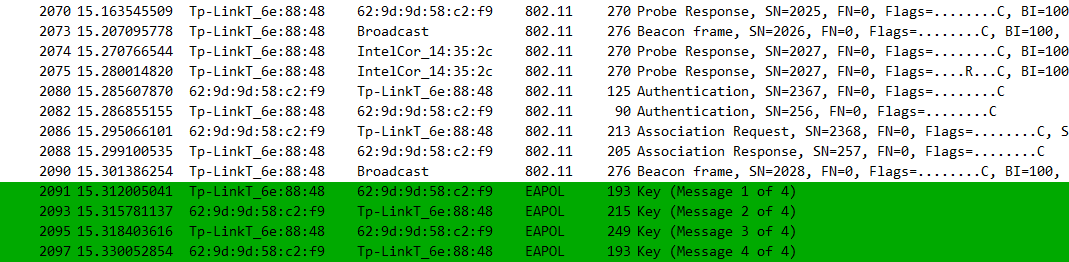 2070 15.163545509 Tp-LinkT_6e:88:48 62:9d:9d:58:c2:f9 802.11 270 Probe Response, SN=2025, FN=0, Flags=........C, BI=100
2073 15.207095778 Tp-LinkT_6e:88:48 Broadcast 802.11 276 Beacon frame, SN=2026, FN=0, Flags=........C, BI=100,
2074 15.270766544 Tp-LinkT_6e:88:48 IntelCor_14:35:2c 802.11 270 Probe Response, SN=2027, FN=0, Flags=........C, BI=100
2075 15.280014820 Tp-LinkT_6e:88:48 IntelCor_14:35:2c 802.11 270 Probe Response, SN=2027, FN=0, Flags=....R...C, BI=100
2080 15.285607870 62:9d:9d:58:c2:f9 Tp-LinkT_6e:88:48 802.11 125 Authentication, SN=2367, FN=0, Flags=........C
2082 15.286855155 Tp-LinkT_6e:88:48 62:9d:9d:58:c2:f9 802.11 90 Authentication, SN=256, FN=0, Flags=........C
2086 15.295066101 62:9d:9d:58:c2:f9 Tp-LinkT_6e:88:48 802.11 213 Association Request, SN=2368, FN=0, Flags=........C, S
2088 15.299100535 Tp-LinkT_6e:88:48 62:9d:9d:58:c2:f9 802.11 205 Association Response, SN=257, FN=0, Flags=........C
2090 15.301386254 Tp-LinkT_6e:88:48 Broadcast 802.11 276 Beacon frame, SN=2028, FN=0, Flags=........C, BI=100,
2091 15.312005041 Tp-LinkT_6e:88:48 62:9d:9d:58:c2:f9 EAPOL 193 Key (Message 1 of 4)
2093 15.315781137 62:9d:9d:58:c2:f9 Tp-LinkT_6e:88:48 EAPOL 215 Key (Message 2 of 4)
2095 15.318403616 Tp-LinkT_6e:88:48 62:9d:9d:58:c2:f9 EAPOL 249 Key (Message 3 of 4)
2097 15.330052854 62:9d:9d:58:c2:f9 Tp-LinkT_6e:88:48 EAPOL 193 Key (Message 4 of 4)